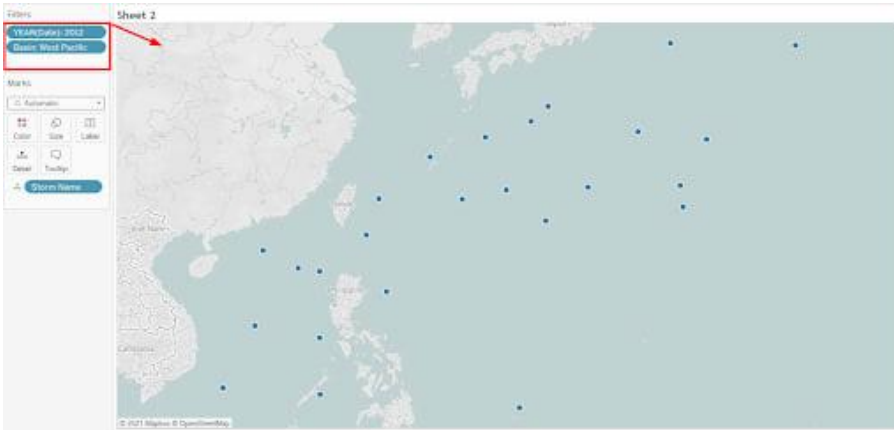 Filters
Sheet 2
YEAR(Date): 2012
Basin: West Pacific
Marks
Automatic
Color Size Label
Detail Tooltip
Storm Name
Cambodia
© 2021 Mapbox © OpenStreetMap